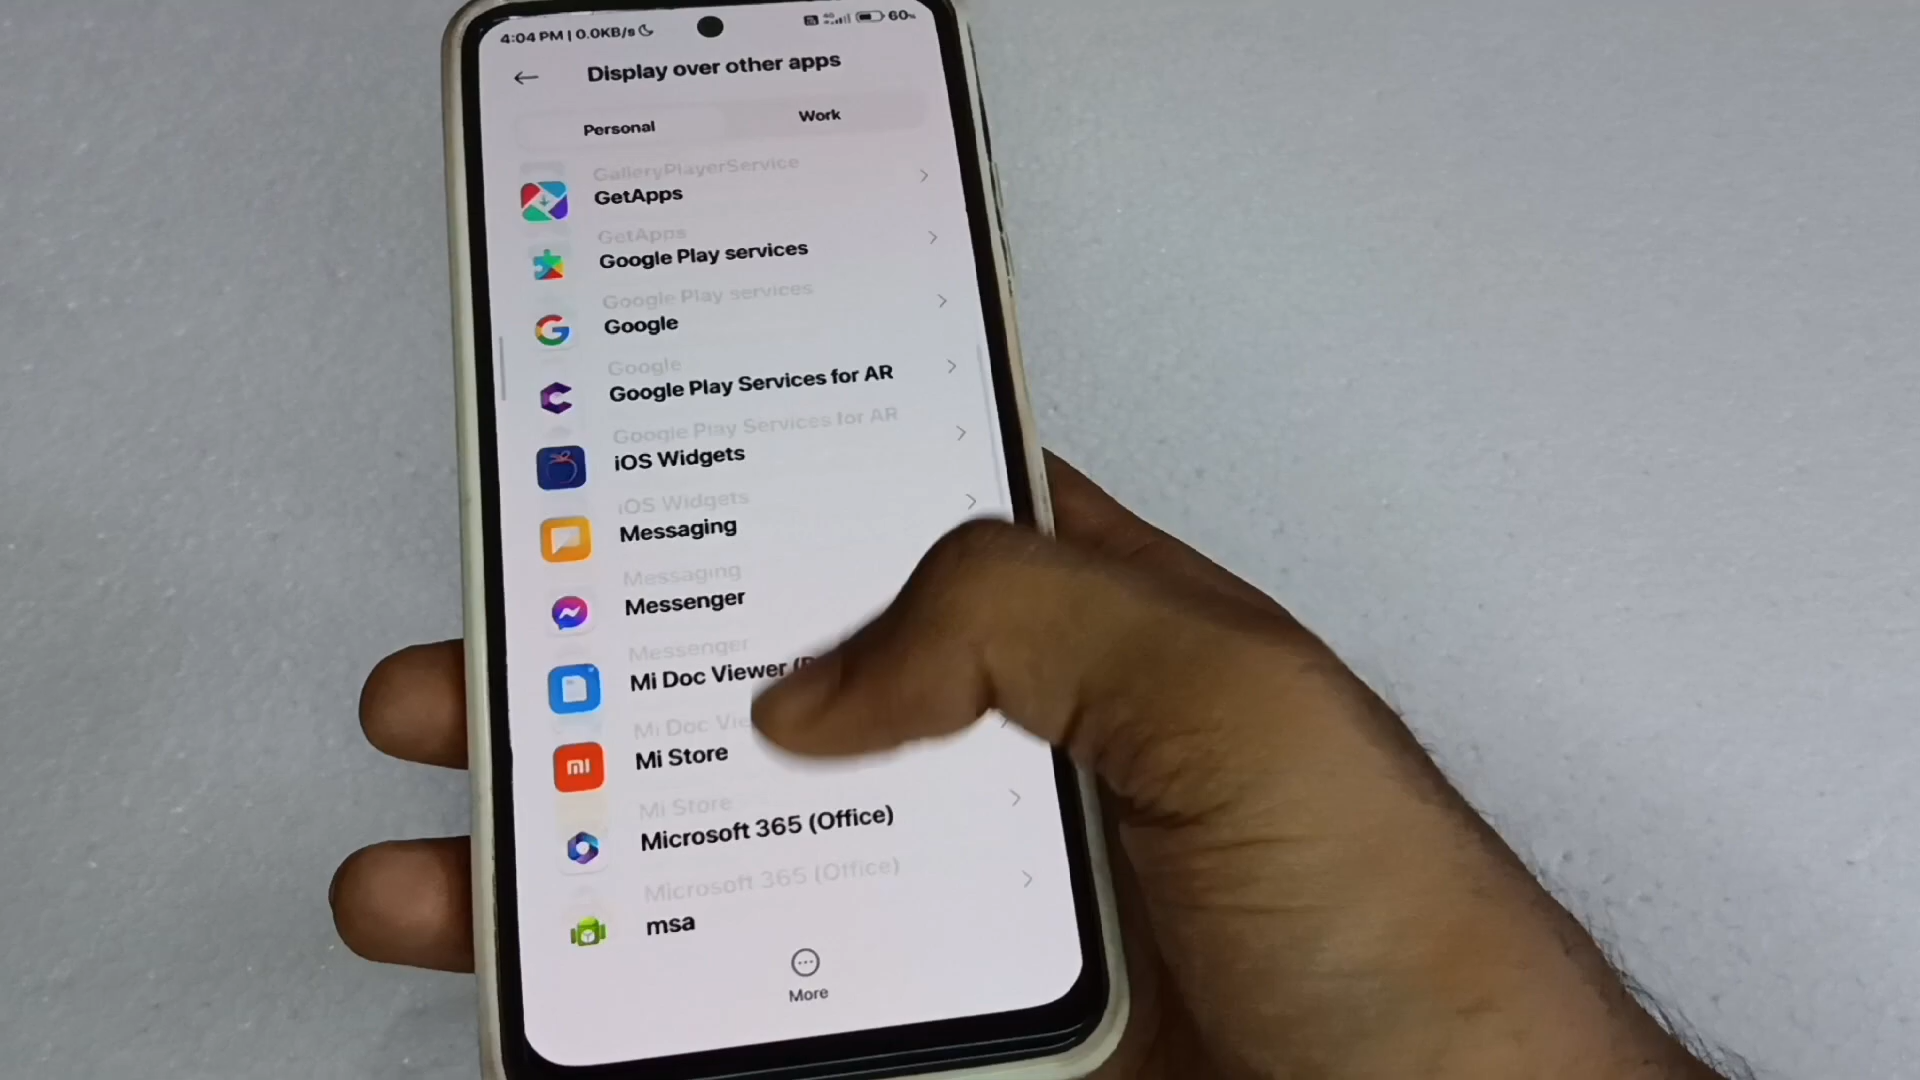 4:04 PM | 0.0KB/s
4G
60%
Display over other apps
Personal
Work
GalleryPlayerService
GetApps
GetApps
Google Play services
Google Play services
Google
Google
Google Play Services for AR
Google Play Services for AR
iOS Widgets
iOS Widgets
Messaging
Messaging
Messenger
Messenger
Mi Doc Viewer
Mi Doc
Mi Store
Mi Store
Microsoft 365 (Office)
Microsoft 365 (Office)
msa
More